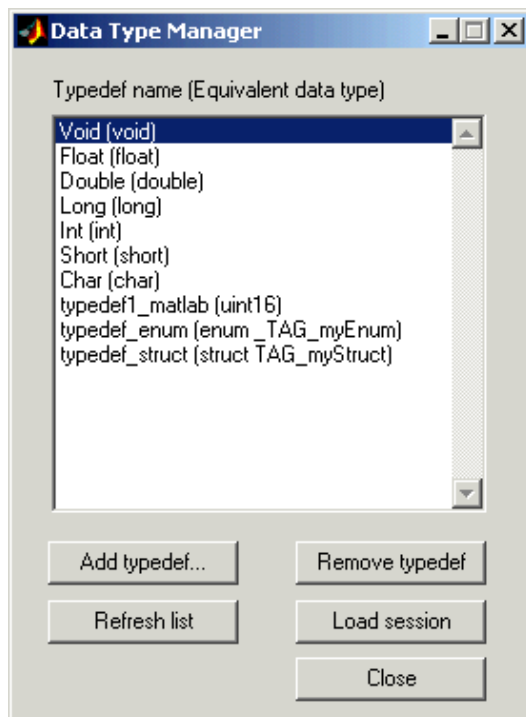 Data Type Manager
Typedef name (Equivalent data type)
Void (void)
Float (float)
Double (double)
Long (long)
Int (int)
Short (short)
Char (char)
typedef1_matlab (uint16)
typedef_enum (enum _TAG_myEnum)
typedef_struct (struct TAG_myStruct)
Add typedef...
Remove typedef
Refresh list
Load session
Close